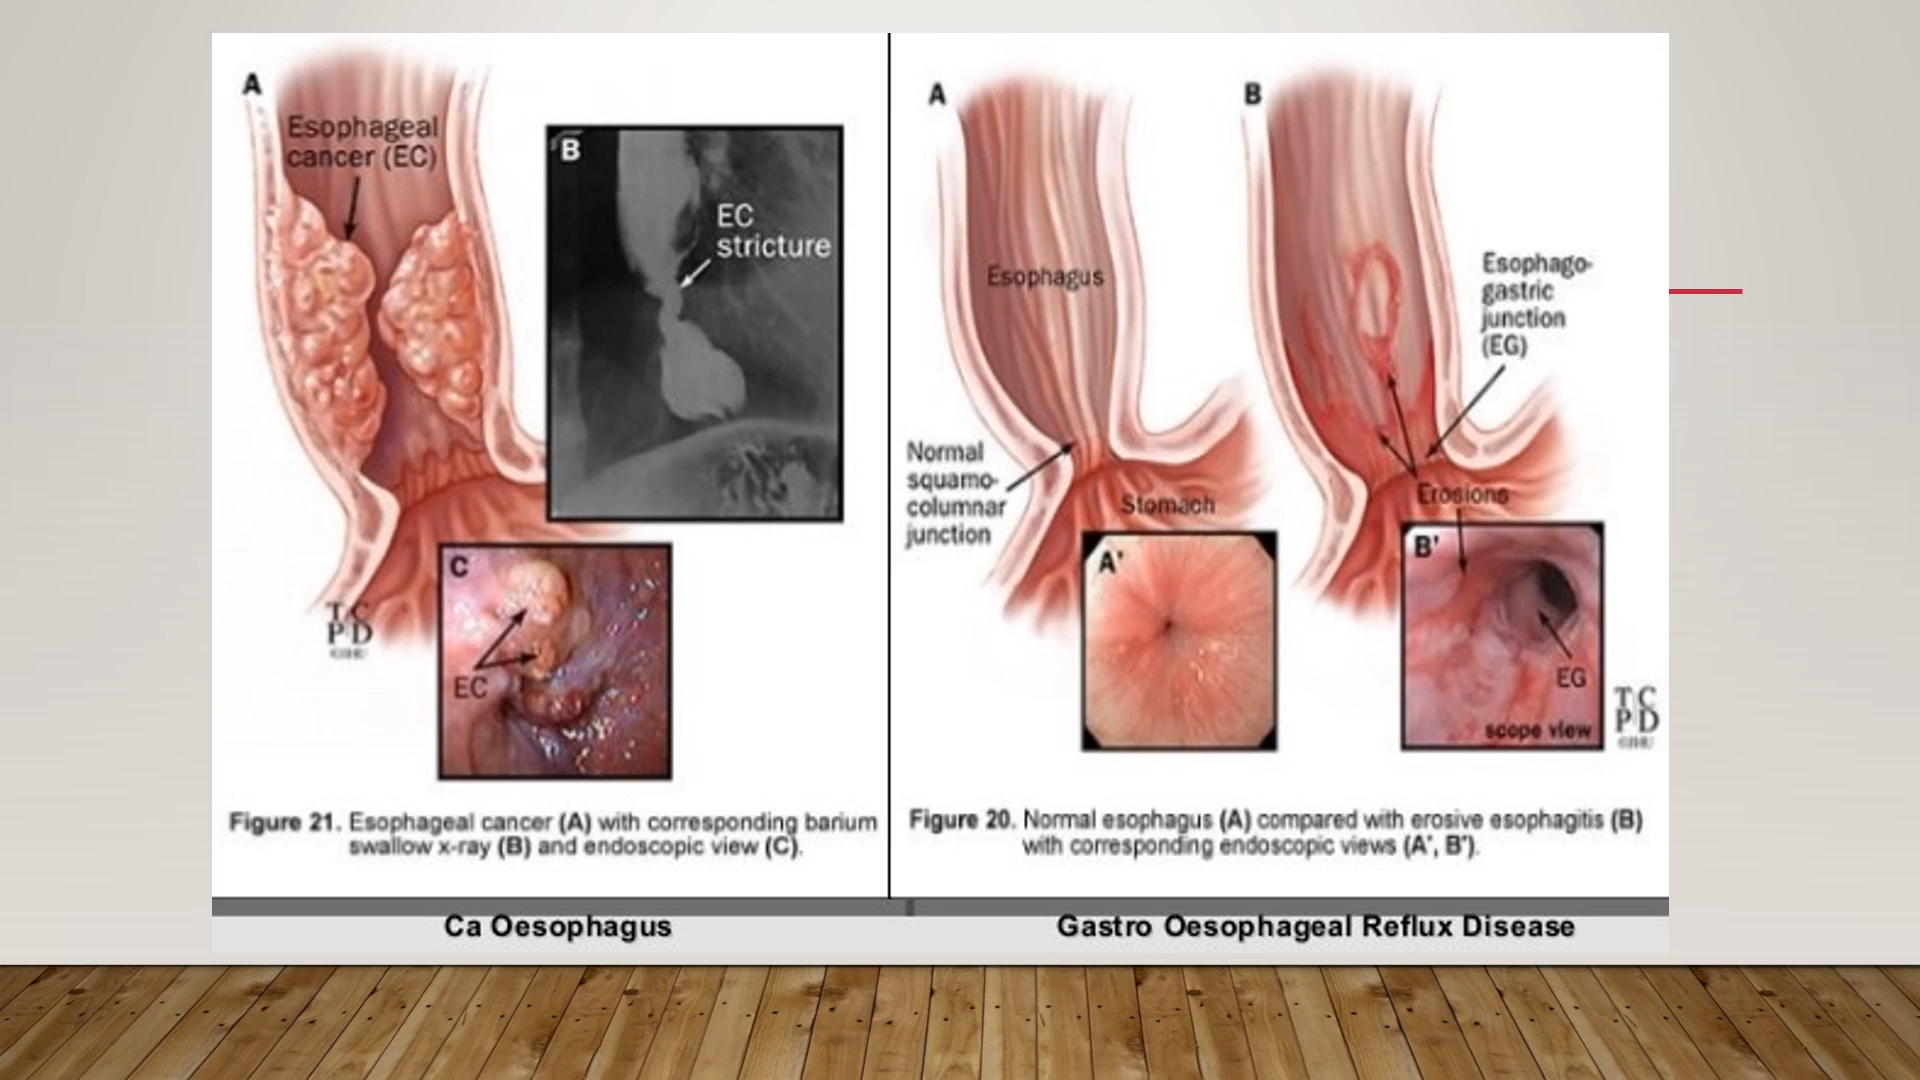 A
Esophageal
cancer (EC)
B
EC
stricture
C
EC
T C
P D
Figure 21. Esophageal cancer (A) with corresponding barium
swallow x-ray (B) and endoscopic view (C).
A
Esophagus
Normal
squamo-
columnar
junction
Stomach
A'
B
Esophago-
gastric
junction
(EG)
Erosions
B'
EG
scope view
T C
P D
Figure 20. Normal esophagus (A) compared with erosive esophagitis (B)
with corresponding endoscopic views (A', B').
Ca Oesophagus
Gastro Oesophageal Reflux Disease